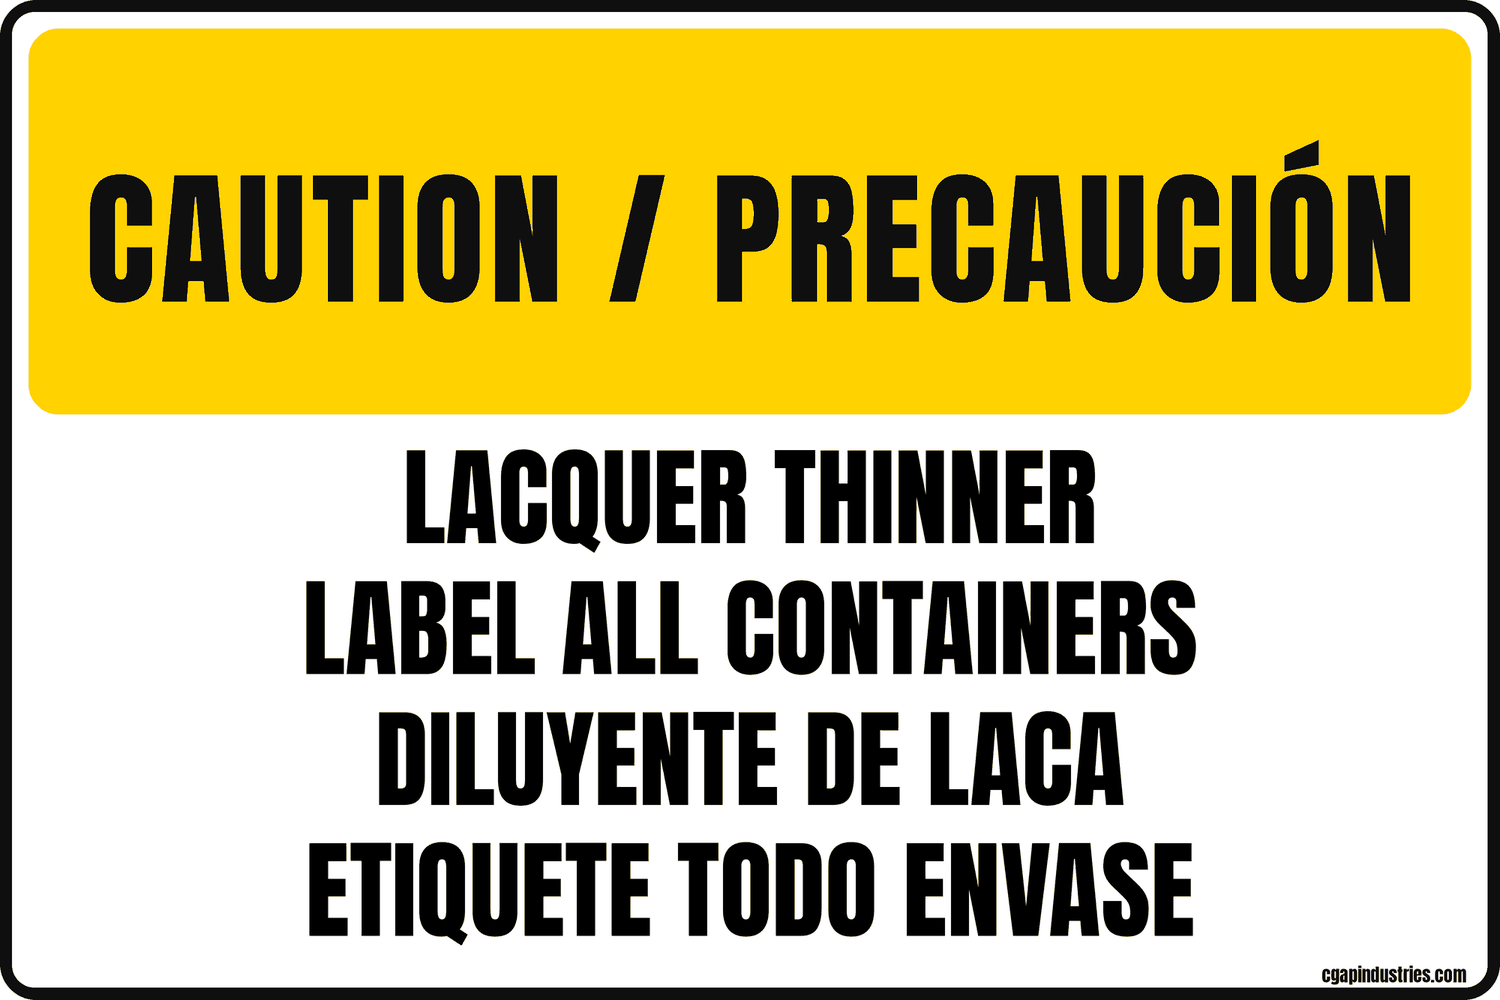 CAUTION / PRECAUCIÓN
LACQUER THINNER
LABEL ALL CONTAINERS
DILUYENTE DE LACA
ETIQUETE TODO ENVASE
cgapindustries.com